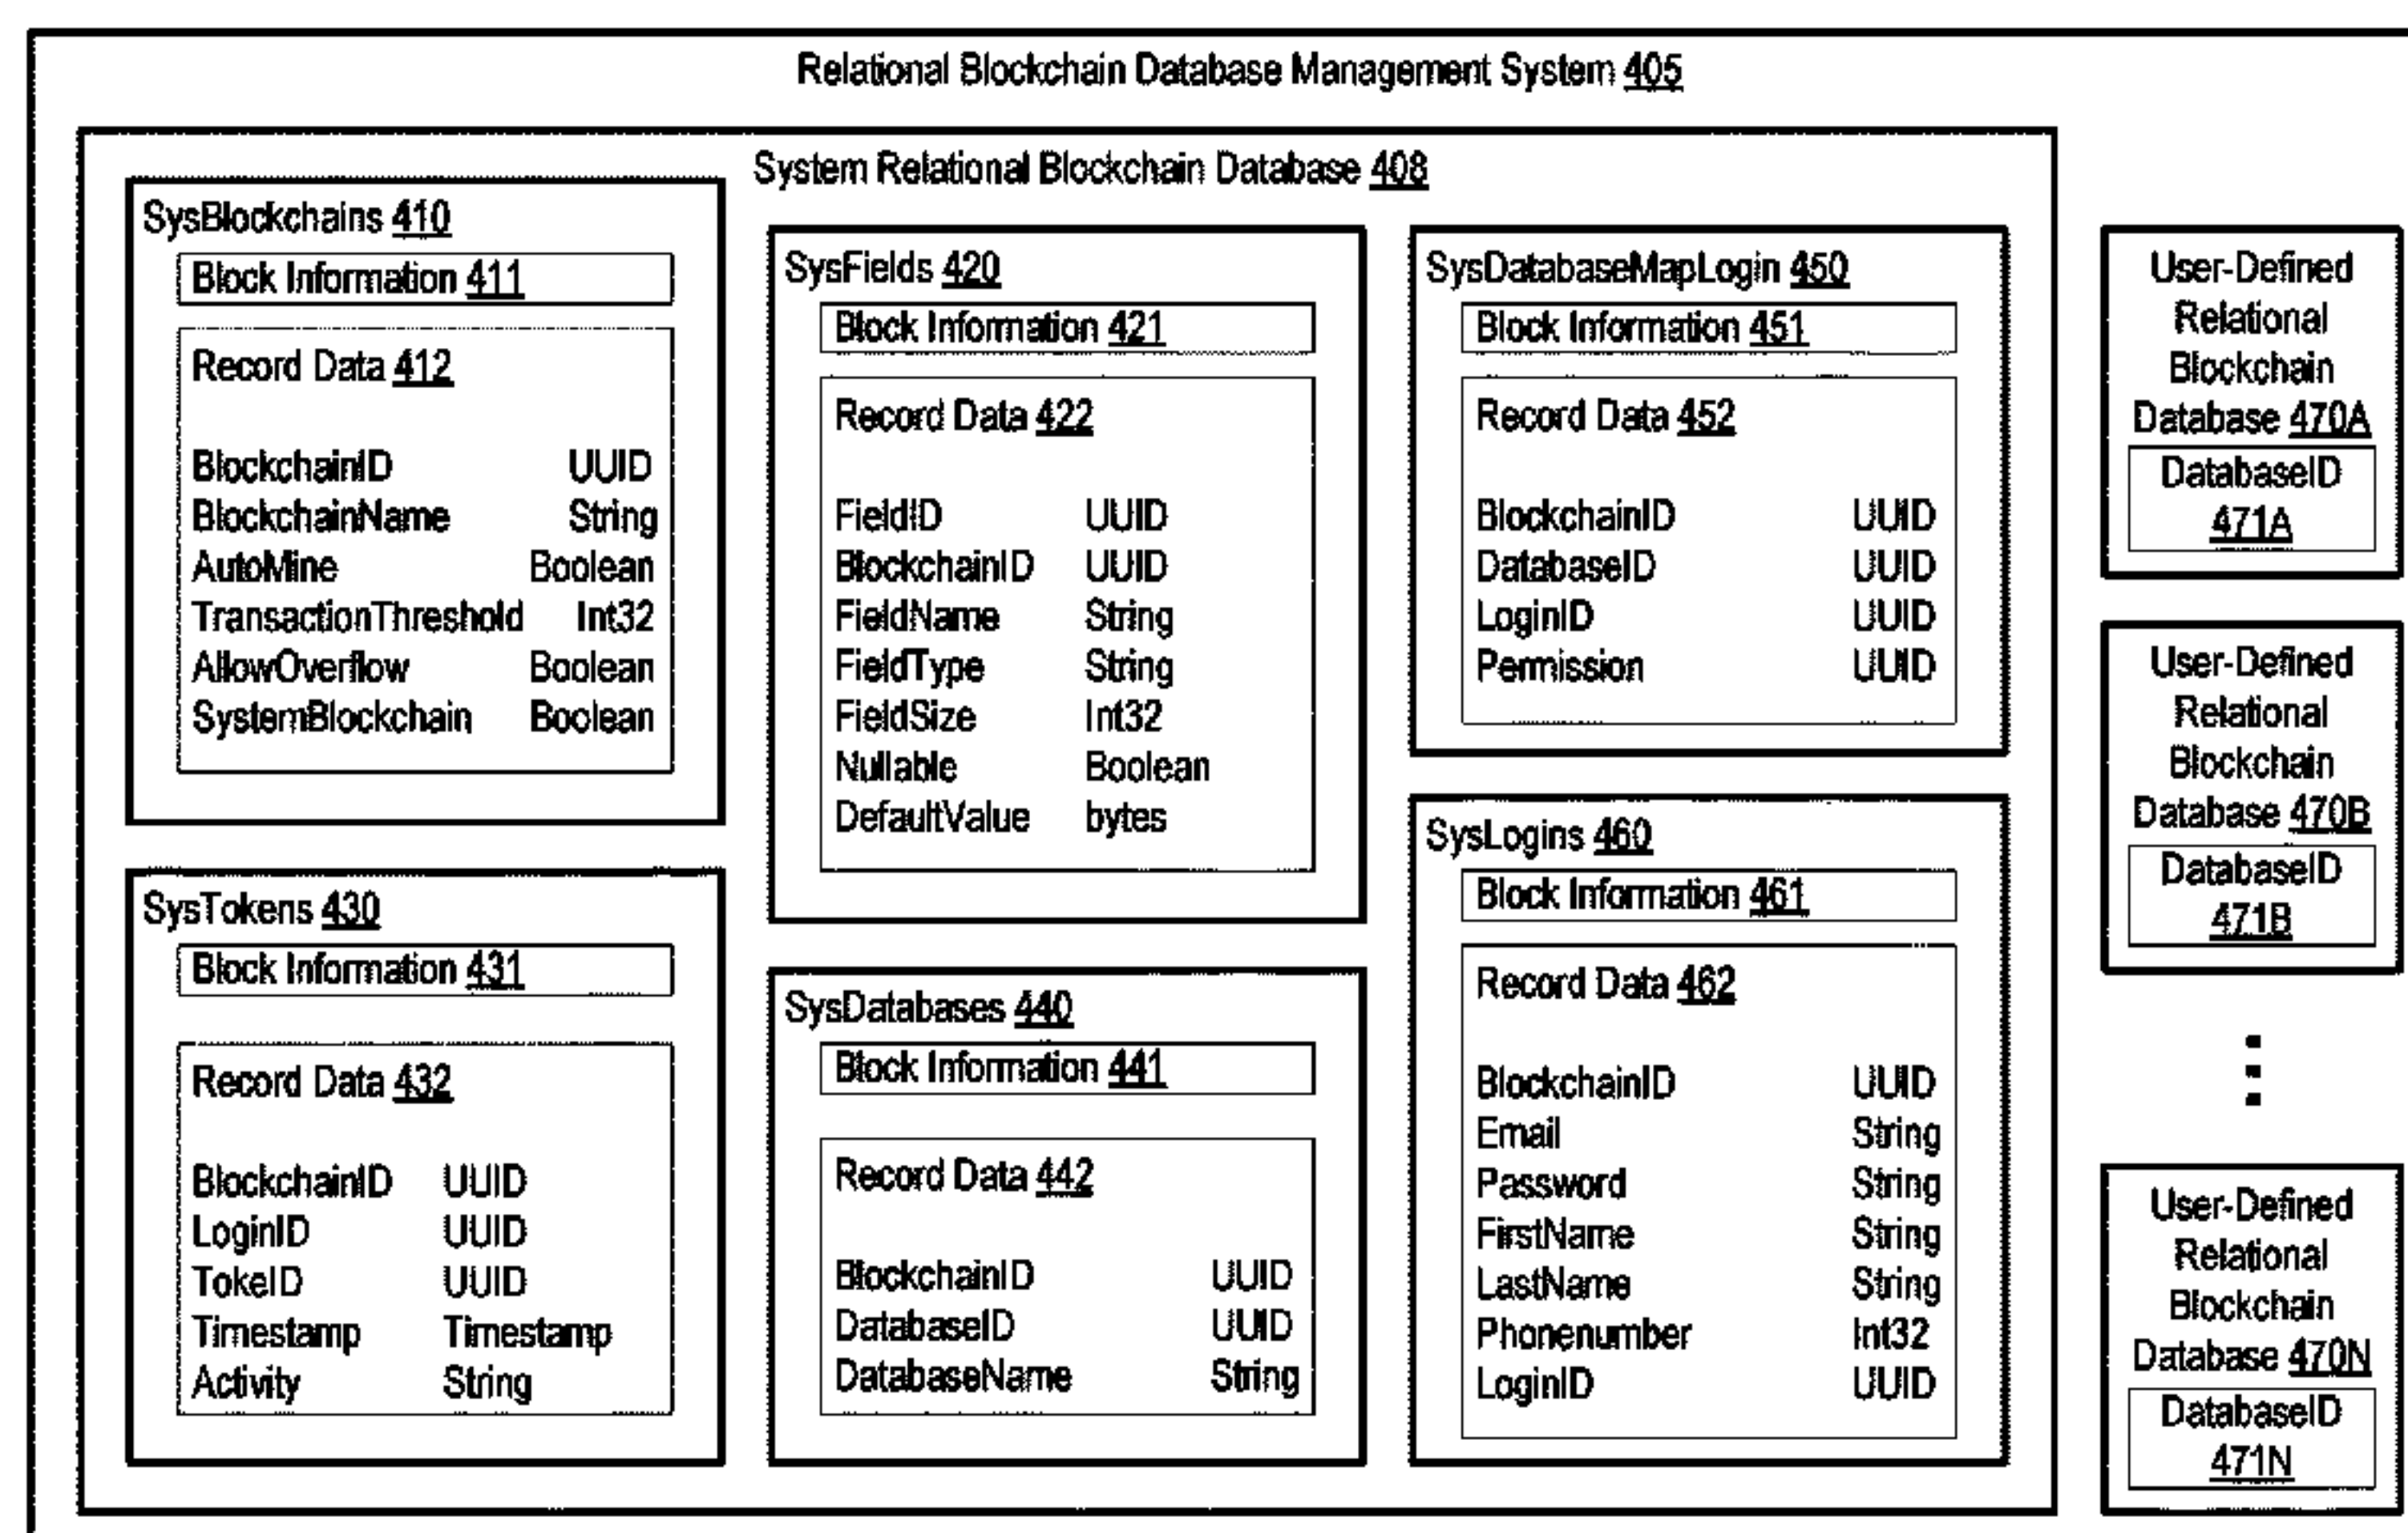 Relational Blockchain Database Management System 405
System Relational Blockchain Database 408
SysBlockchains 410
Block Information 411
Record Data 412
BlockchainID UUID
BlockchainName String
AutoMine Boolean
TransactionThreshold Int32
AllowOverflow Boolean
SystemBlockchain Boolean
SysTokens 430
Block Information 431
Record Data 432
BlockchainID UUID
LoginID UUID
TokeID UUID
Timestamp Timestamp
Activity String
SysFields 420
Block Information 421
Record Data 422
FieldID UUID
BlockchainID UUID
FieldName String
FieldType String
FieldSize Int32
Nullable Boolean
DefaultValue bytes
SysDatabases 440
Block Information 441
Record Data 442
BlockchainID UUID
DatabaseID UUID
DatabaseName String
SysDatabaseMapLogin 450
Block Information 451
Record Data 452
BlockchainID UUID
DatabaseID UUID
LoginID UUID
Permission UUID
SysLogins 460
Block Information 461
Record Data 462
BlockchainID UUID
Email String
Password String
FirstName String
LastName String
Phonenumber Int32
LoginID UUID
User-Defined
Relational
Blockchain
Database 470A
DatabaseID
471A
User-Defined
Relational
Blockchain
Database 470B
DatabaseID
471B
User-Defined
Relational
Blockchain
Database 470N
DatabaseID
471N